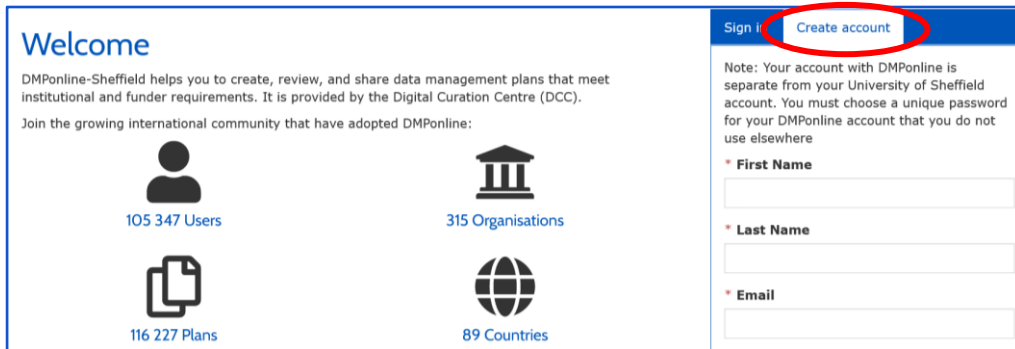 Welcome
DMPonline-Sheffield helps you to create, review, and share data management plans that meet
institutional and funder requirements. It is provided by the Digital Curation Centre (DCC).
Join the growing international community that have adopted DMPonline:
105 347 Users
315 Organisations
116 227 Plans
89 Countries
Sign in
Create account
Note: Your account with DMPonline is
separate from your University of Sheffield
account. You must choose a unique password
for your DMPonline account that you do not
use elsewhere
* First Name
* Last Name
* Email